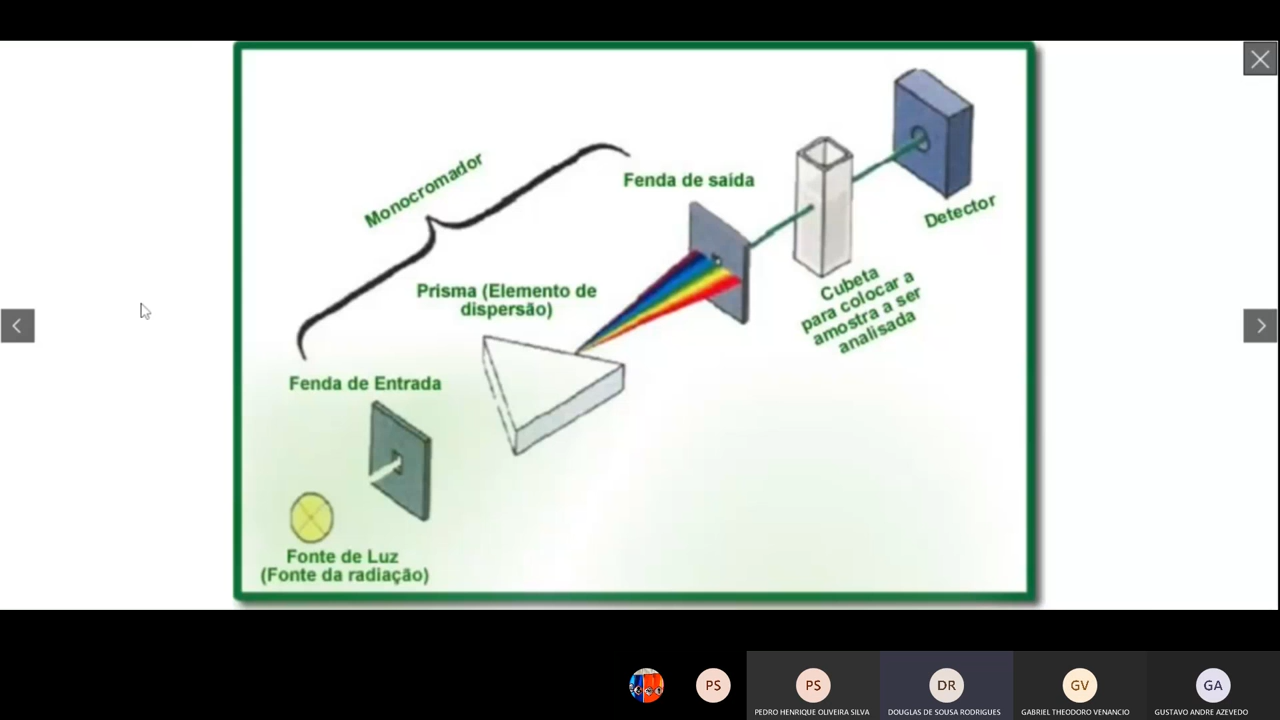 Monocromador
Fenda de saída
Detector
Prisma (Elemento de
dispersão)
Cubeta
para colocar a
amostra a ser
analisada
Fenda de Entrada
Fonte de Luz
(Fonte da radiação)
PS
PS
DR
GV
GA
PEDRO HENRIQUE OLIVEIRA SILVA
DOUGLAS DE SOUSA RODRIGUES
GABRIEL THEODORO VENANCIO
GUSTAVO ANDRE AZEVEDO